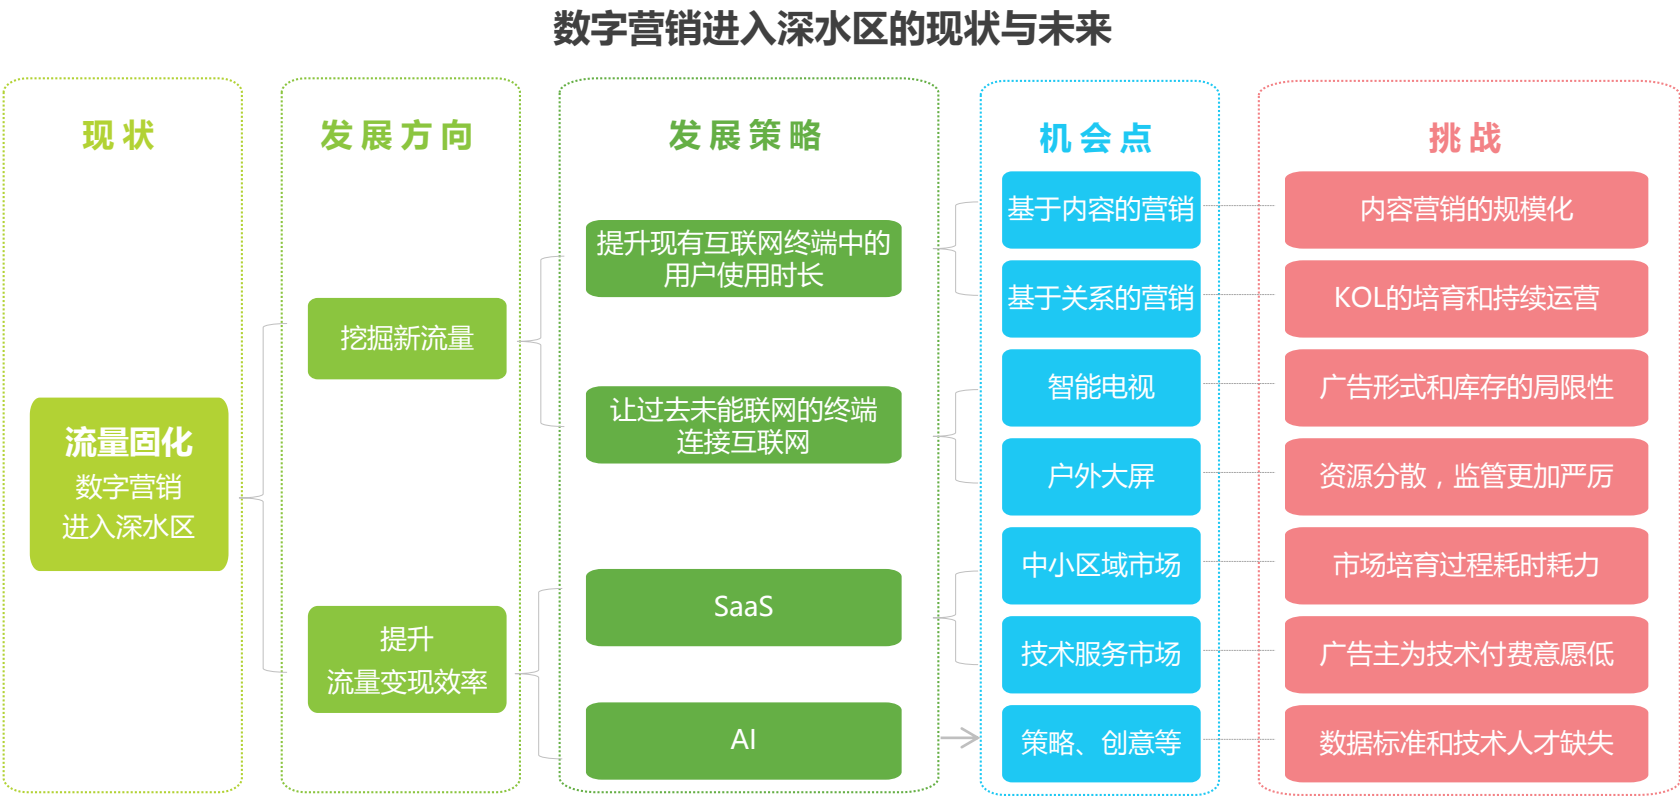 数字营销进入深水区的现状与未来
现状
流量固化
数字营销
进入深水区
发展方向
挖掘新流量
提升
流量变现效率
发展策略
提升现有互联网终端中的
用户使用时长
让过去未能联网的终端
连接互联网
SaaS
AI
机会点
基于内容的营销
基于关系的营销
智能电视
户外大屏
中小区域市场
技术服务市场
策略、创意等
挑战
内容营销的规模化
KOL的培育和持续运营
广告形式和库存的局限性
资源分散，监管更加严厉
市场培育过程耗时耗力
广告主为技术付费意愿低
数据标准和技术人才缺失